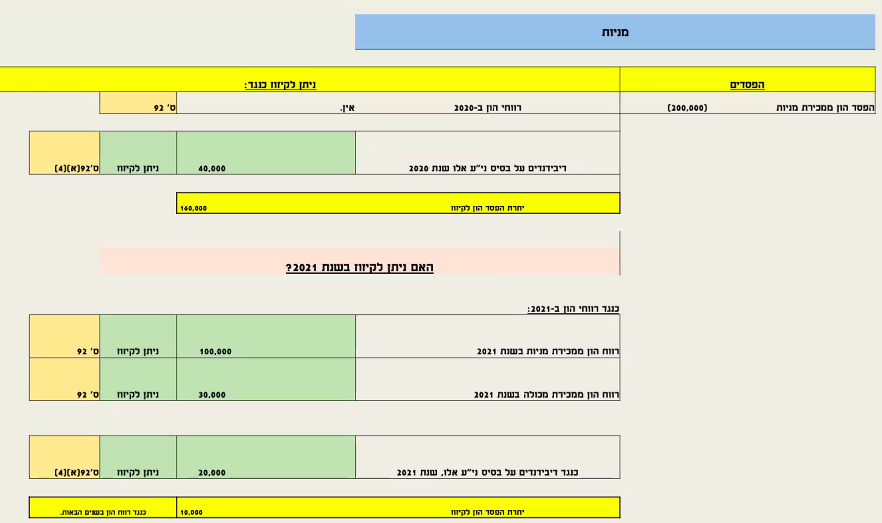 מניות
הפסדים ניתן לקיזוז כנגד:
הפסד הון ממכירת מניות (200,000) רווחי הון ב-2020 אין. ס' 92
דיבידנדים על בסיס ני"ע אלו שנת 2020 40,000 ניתן לקיזוז ס'92(א)(4)
יתרת הפסד הון לקיזוז 160,000
האם ניתן לקיזוז בשנת 2021?
כנגד רווחי הון ב-2021:
רווח הון ממכירת מניות בשנת 2021 100,000 ניתן לקיזוז ס' 92
רווח הון ממכירת מכולה בשנת 2021 30,000 ניתן לקיזוז ס' 92
כנגד דיבידנדים על בסיס ני"ע אלו, שנת 2021 20,000 ניתן לקיזוז ס'92(א)(4)
יתרת הפסד הון לקיזוז 10,000 כנגד רווח הון בשנים הבאות.